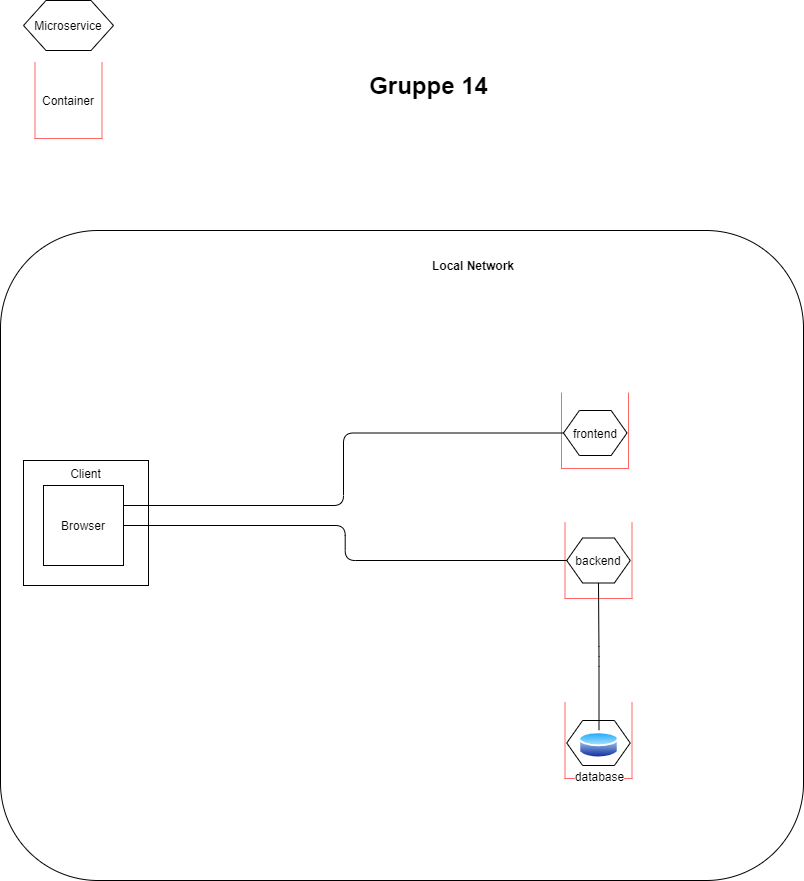 Microservice
Container
Gruppe 14
Local Network
frontend
Client
Browser
backend
database